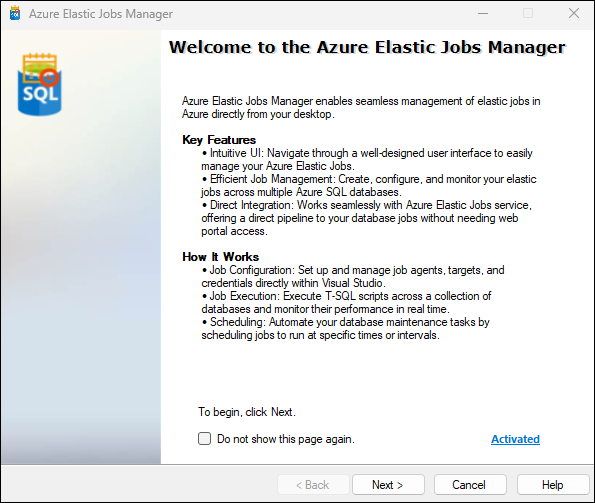 Azure Elastic Jobs Manager
SQL
Welcome to the Azure Elastic Jobs Manager
Azure Elastic Jobs Manager enables seamless management of elastic jobs in
Azure directly from your desktop.
Key Features
• Intuitive UI: Navigate through a well-designed user interface to easily
manage your Azure Elastic Jobs.
• Efficient Job Management: Create, configure, and monitor your elastic
jobs across multiple Azure SQL databases.
• Direct Integration: Works seamlessly with Azure Elastic Jobs service,
offering a direct pipeline to your database jobs without needing web
portal access.
How It Works
• Job Configuration: Set up and manage job agents, targets, and
credentials directly within Visual Studio.
• Job Execution: Execute T-SQL scripts across a collection of
databases and monitor their performance in real time.
• Scheduling: Automate your database maintenance tasks by
scheduling jobs to run at specific times or intervals.
To begin, click Next.
Do not show this page again.
Activated
< Back
Next >
Cancel
Help